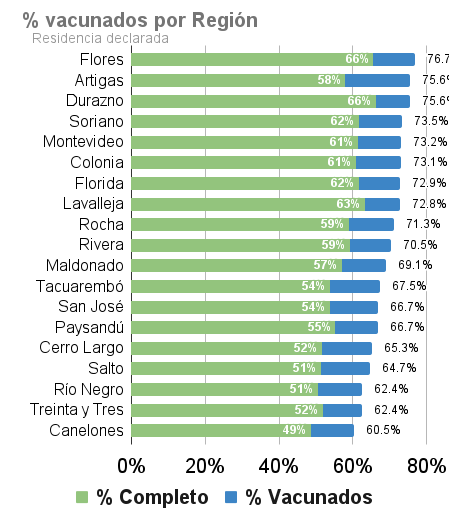 % vacunados por Región
Residencia declarada
Flores 66% 76.7
Artigas 58% 75.6%
Durazno 66% 75.6%
Soriano 62% 73.5%
Montevideo 61% 73.2%
Colonia 61% 73.1%
Florida 62% 72.9%
Lavalleja 63% 72.8%
Rocha 59% 71.3%
Rivera 59% 70.5%
Maldonado 57% 69.1%
Tacuarembó 54% 67.5%
San José 54% 66.7%
Paysandú 55% 66.7%
Cerro Largo 52% 65.3%
Salto 51% 64.7%
Río Negro 51% 62.4%
Treinta y Tres 52% 62.4%
Canelones 49% 60.5%
0% 20% 40% 60% 80%
% Completo % Vacunados